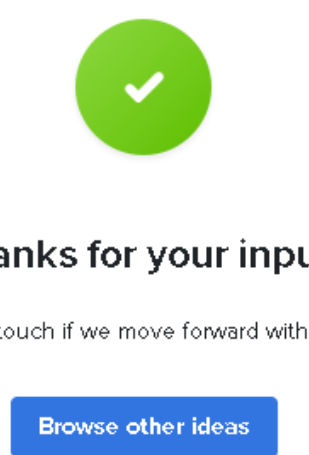 anks for your inpu
touch if we move forward with
Browse other ideas